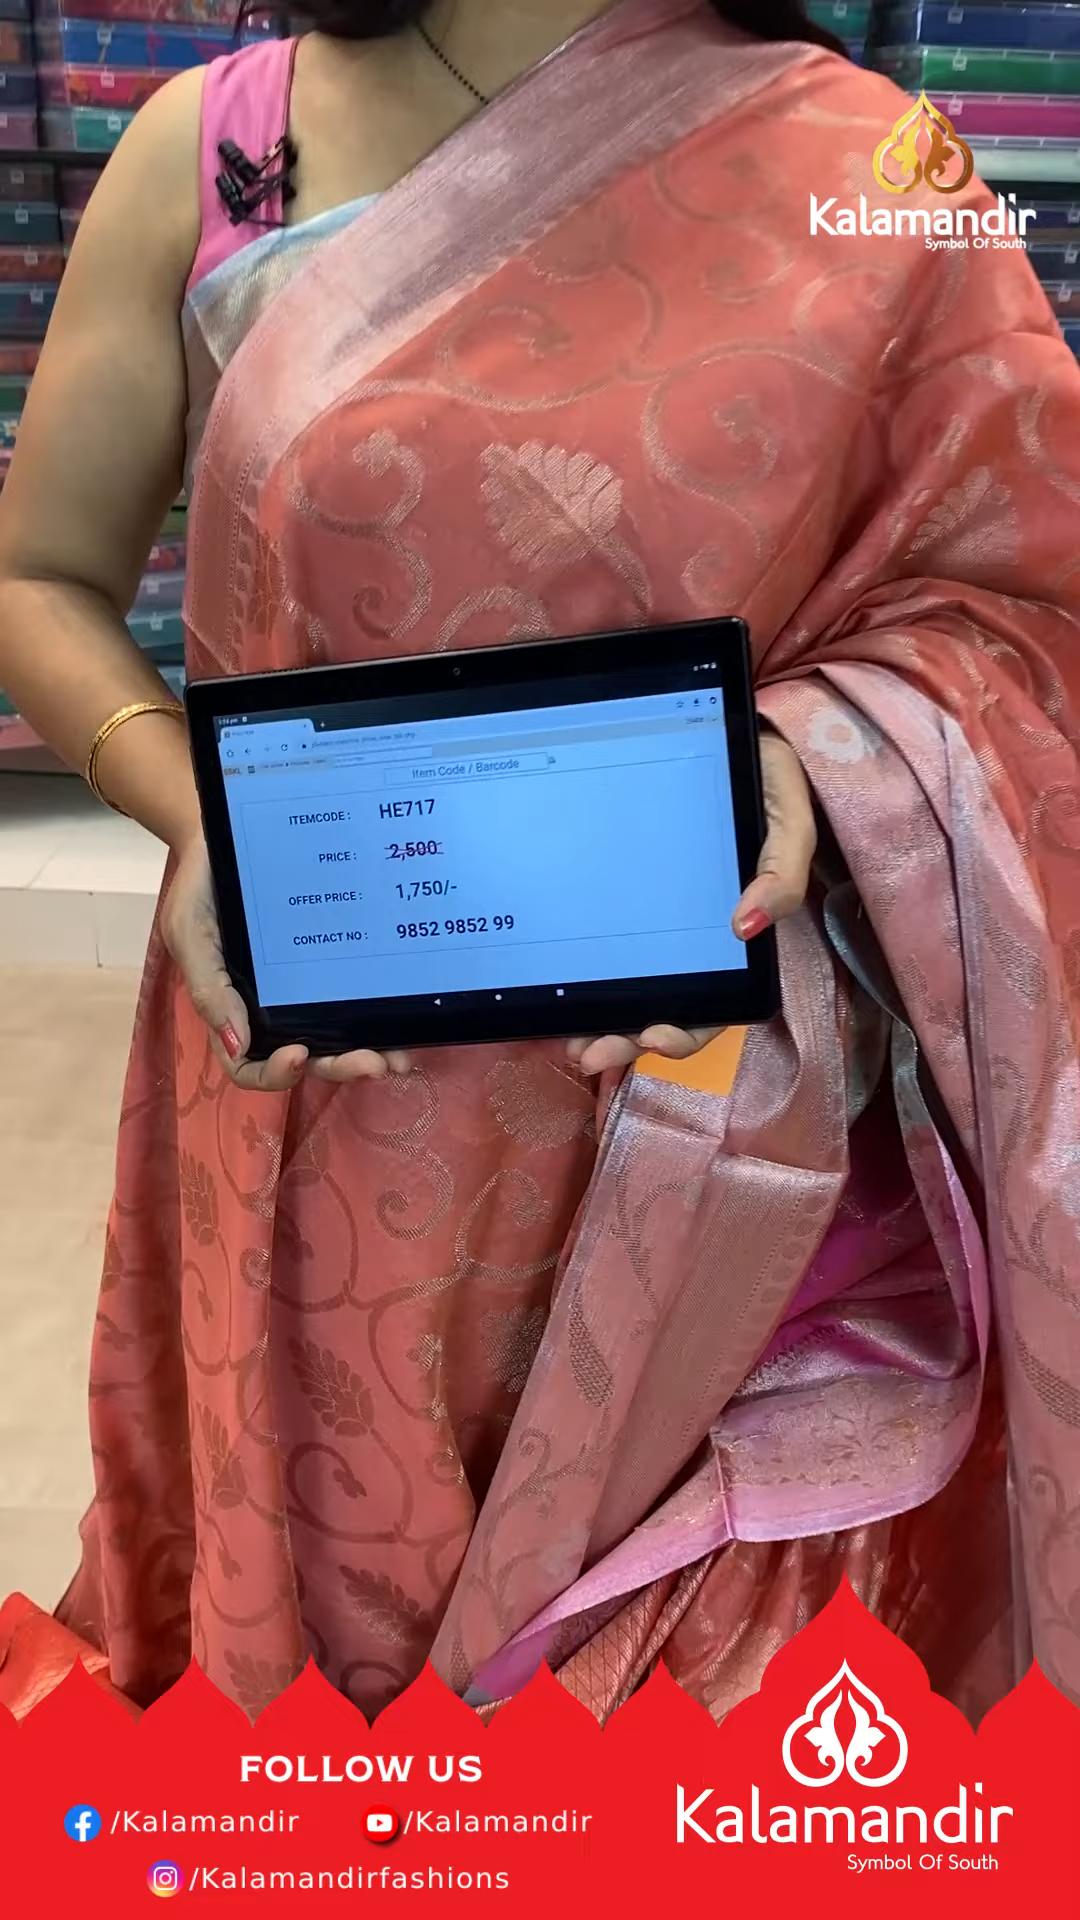 Kalamandir
Symbol Of South
Item Code / Barcode
ITEMCODE : HE717
PRICE : 2,500
OFFER PRICE : 1,750/-
CONTACT NO : 9852 9852 99
FOLLOW US
/Kalamandir /Kalamandir
/Kalamandirfashions
Kalamandir
Symbol Of South